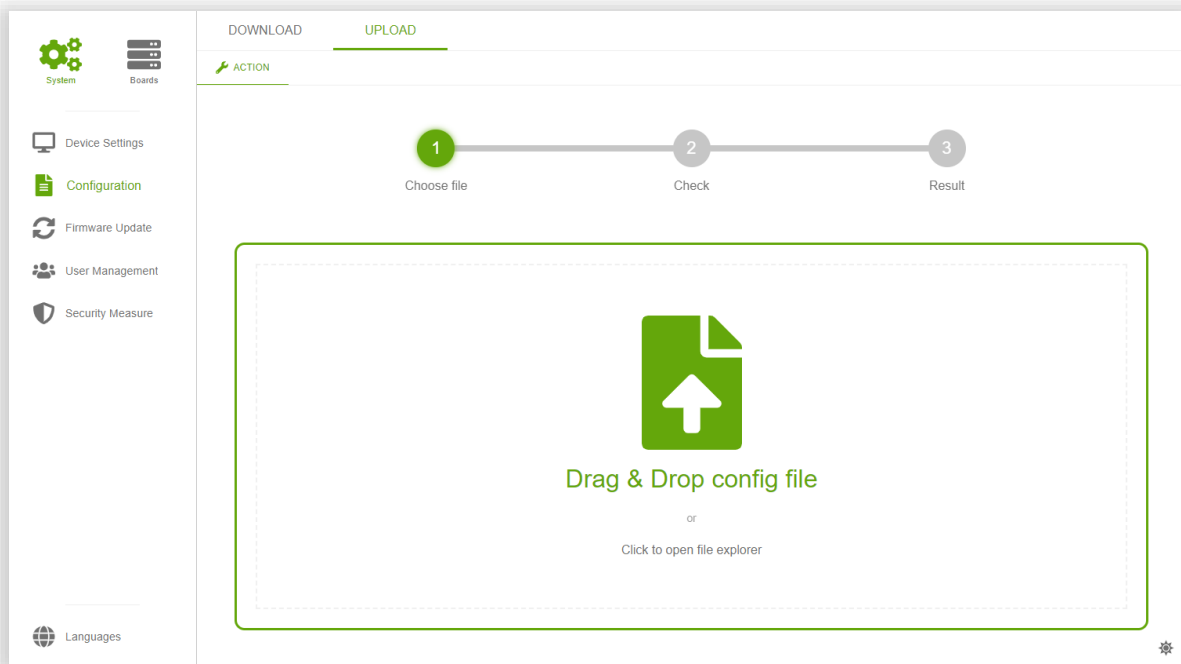 DOWNLOAD UPLOAD
System Boards
ACTION
Device Settings
Configuration
Firmware Update
User Management
Security Measure
Languages
1 2 3
Choose file Check Result
Drag & Drop config file
or
Click to open file explorer